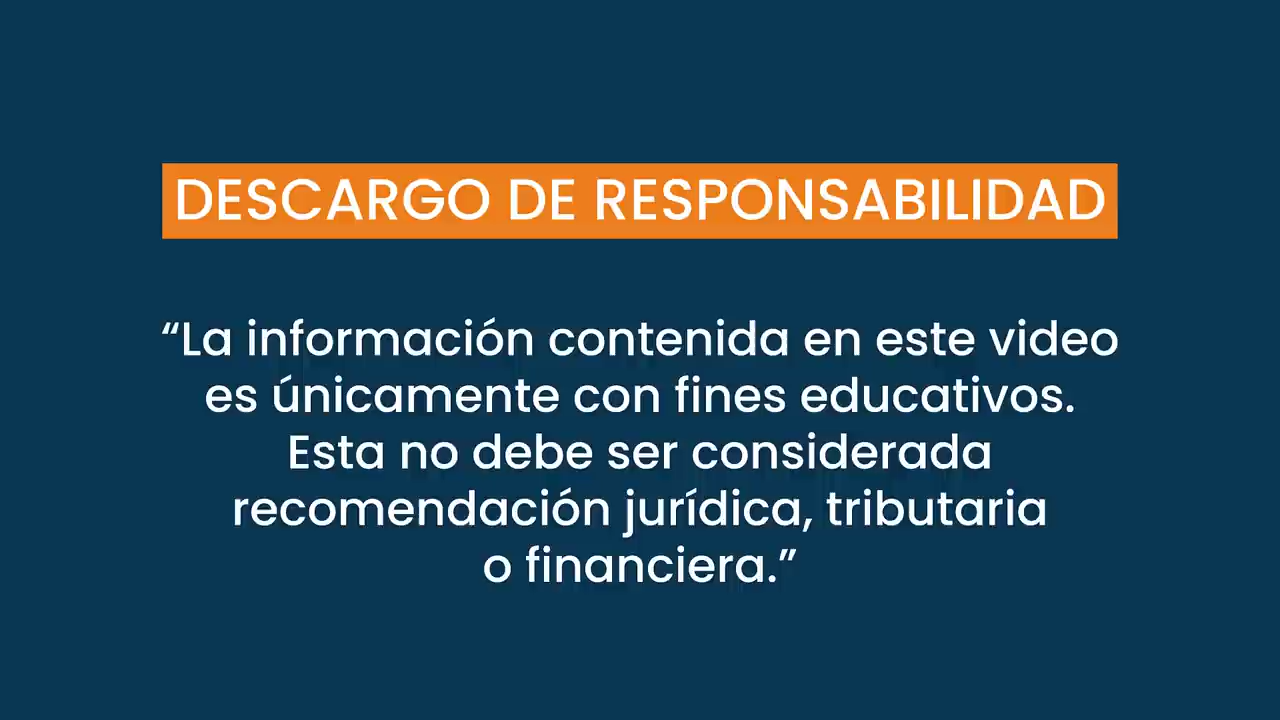 DESCARGO DE RESPONSABILIDAD
“La información contenida en este video
es únicamente con fines educativos.
Esta no debe ser considerada
recomendación jurídica, tributaria
o financiera.”